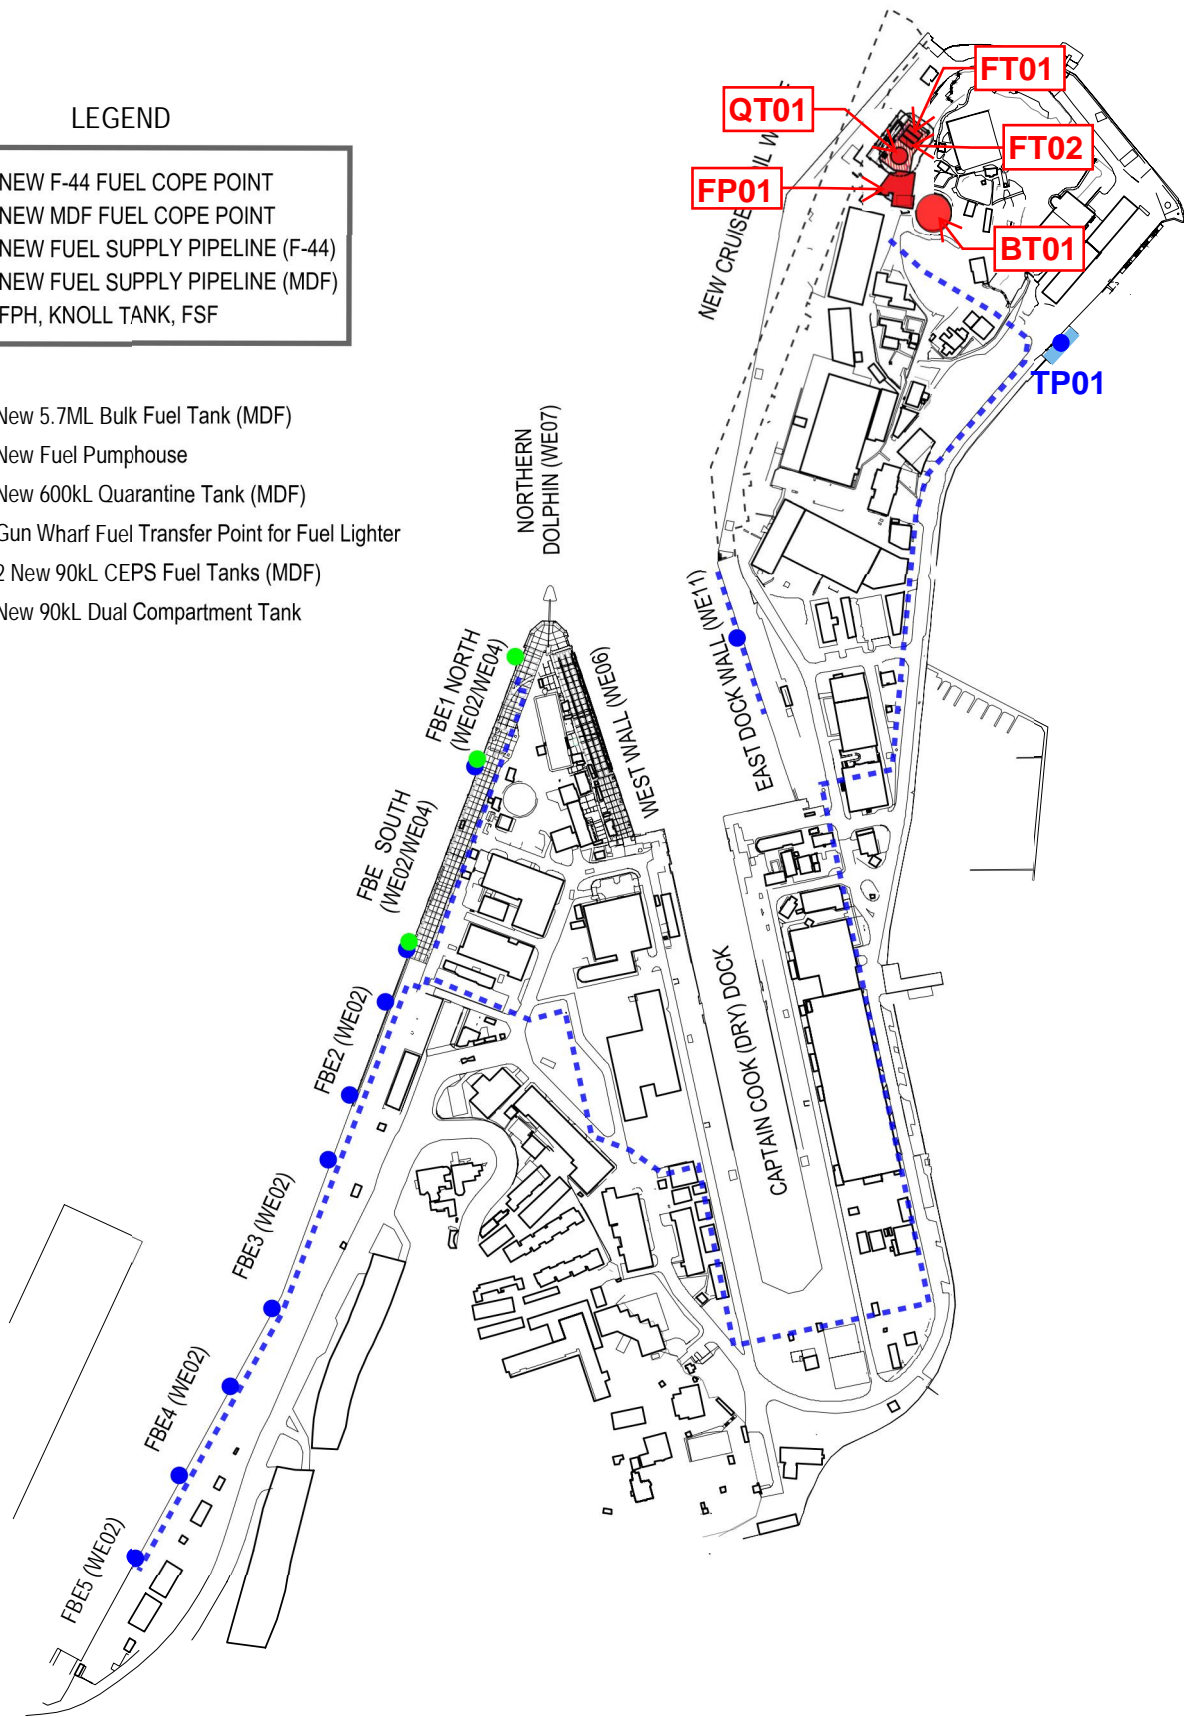 LEGEND
NEW F-44 FUEL COPE POINT
NEW MDF FUEL COPE POINT
NEW FUEL SUPPLY PIPELINE (F-44)
NEW FUEL SUPPLY PIPELINE (MDF)
FPH, KNOLL TANK, FSF
New 5.7ML Bulk Fuel Tank (MDF)
New Fuel Pumphouse
New 600kL Quarantine Tank (MDF)
Gun Wharf Fuel Transfer Point for Fuel Lighter
2 New 90kL CEPS Fuel Tanks (MDF)
New 90kL Dual Compartment Tank
FT01
QT01
FT02
FP01
BT01
TP01
NEW CRUISE
NORTHERN
DOLPHIN (WE07)
EAST DOCK WALL (WE11)
FBE1 NORTH
(WE02/WE04)
WEST WALL (WE06)
FBE SOUTH
(WE02/WE04)
CAPTAIN COOK (DRY) DOCK
FBE2 (WE02)
FBE3 (WE02)
FBE4 (WE02)
FBE5 (WE02)